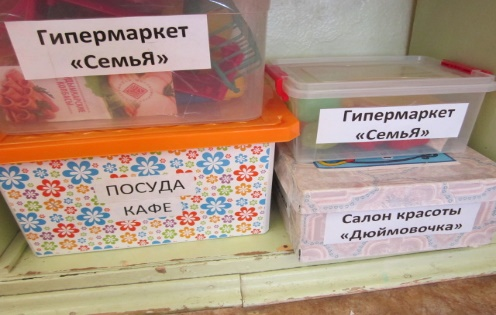 Гипермаркет
«СемьЯ»
Гипермаркет
«СемьЯ»
ПОСУДА
КАФЕ
Салон красоты
«Дюймовочка»